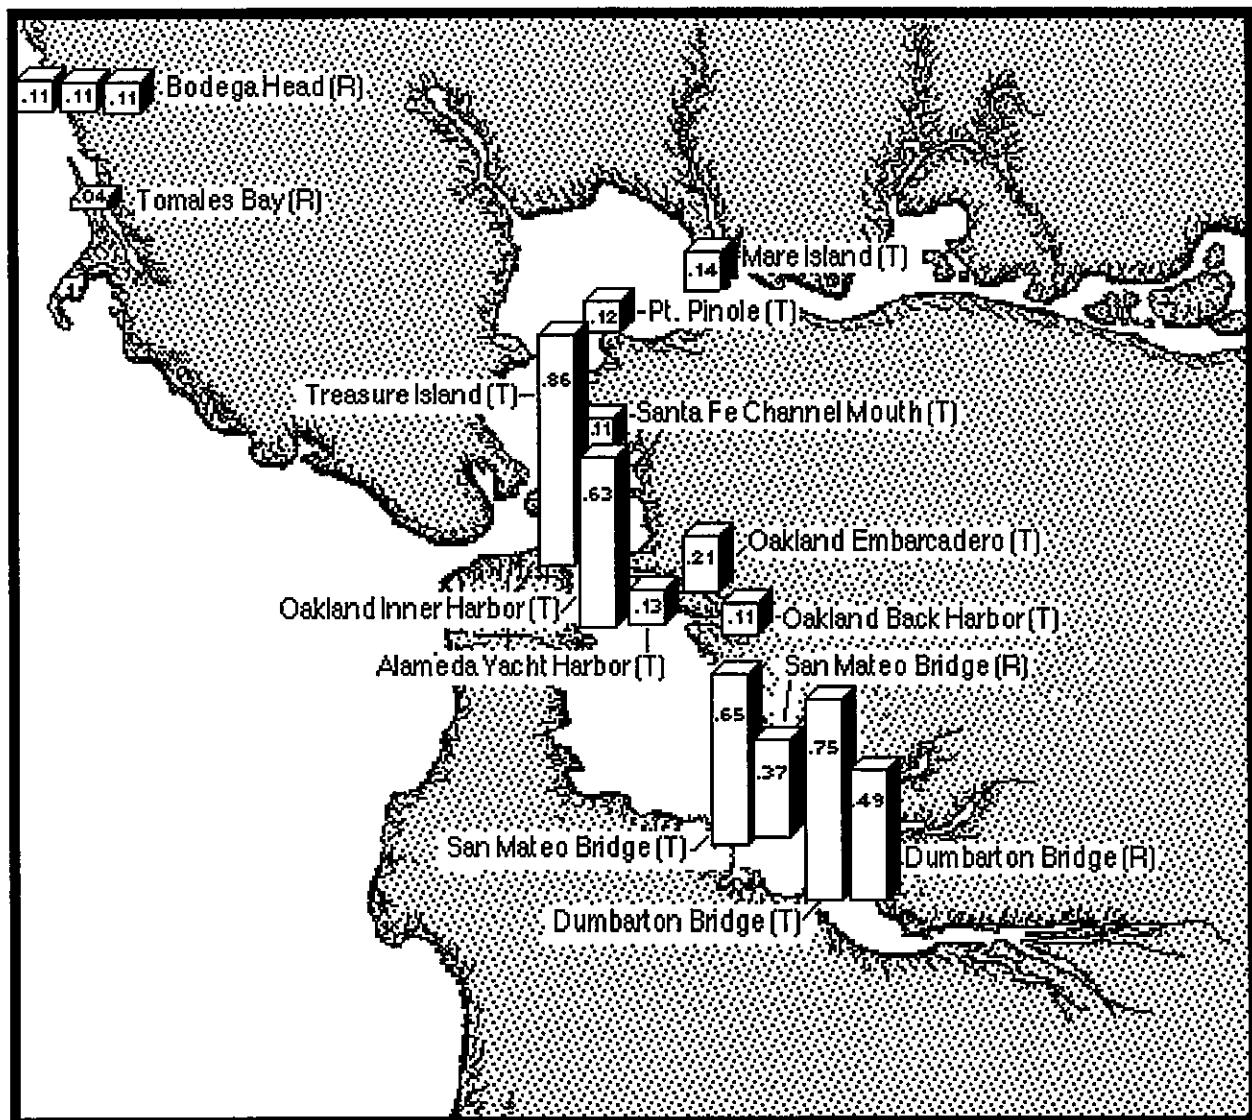 .11 .11 .11 Bodega Head (R)
.04 Tomales Bay (R)
.14 Mare Island (T)
.12 Pt. Pinole (T)
Treasure Island (T) .86
.11 Santa Fe Channel Mouth (T)
.63
.21 Oakland Embarcadero (T)
Oakland Inner Harbor (T) .13 .11 Oakland Back Harbor (T)
Alameda Yacht Harbor (T) San Mateo Bridge (R)
.65 .37 .75 .49
San Mateo Bridge (T) Dumbarton Bridge (R)
Dumbarton Bridge (T)